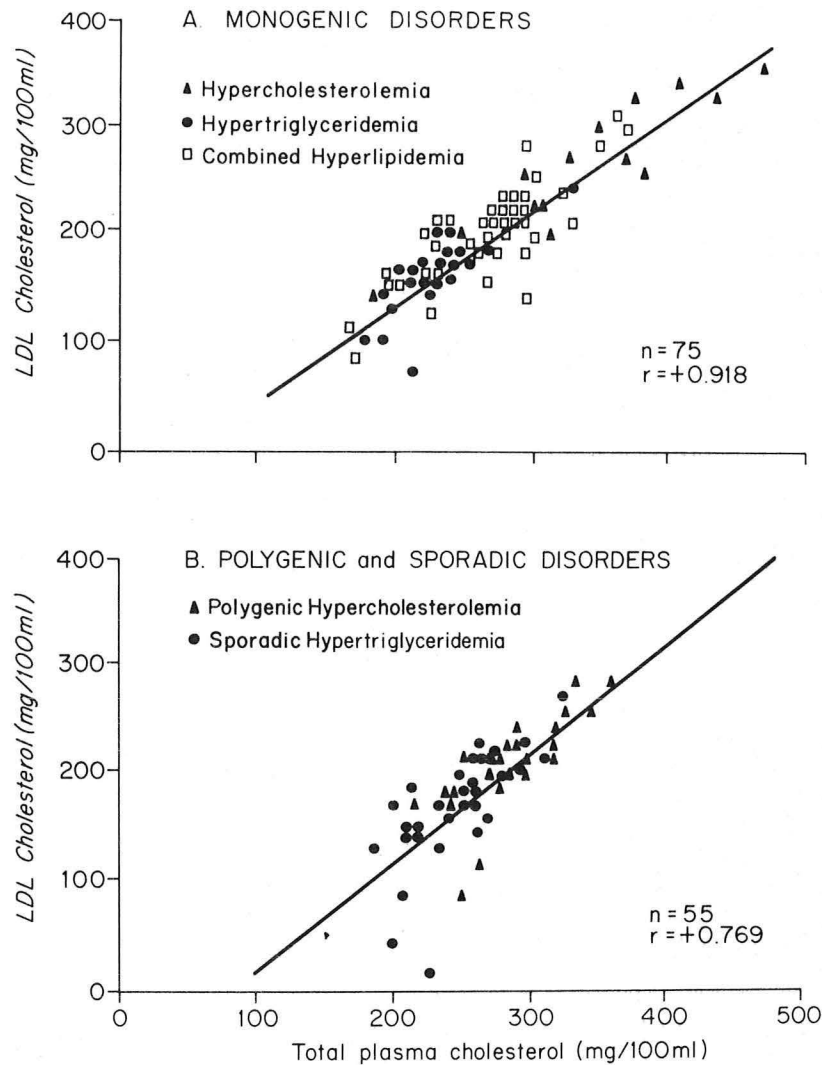 A. MONOGENIC DISORDERS
▲ Hypercholesterolemia
● Hypertriglyceridemia
□ Combined Hyperlipidemia
LDL Cholesterol (mg/100ml)
400
300
200
100
0
n=75
r=+0.918
500
B. POLYGENIC and SPORADIC DISORDERS
▲ Polygenic Hypercholesterolemia
● Sporadic Hypertriglyceridemia
LDL Cholesterol (mg/100ml)
400
300
200
100
0
n=55
r=+0.769
0 100 200 300 400 500
Total plasma cholesterol (mg/100ml)